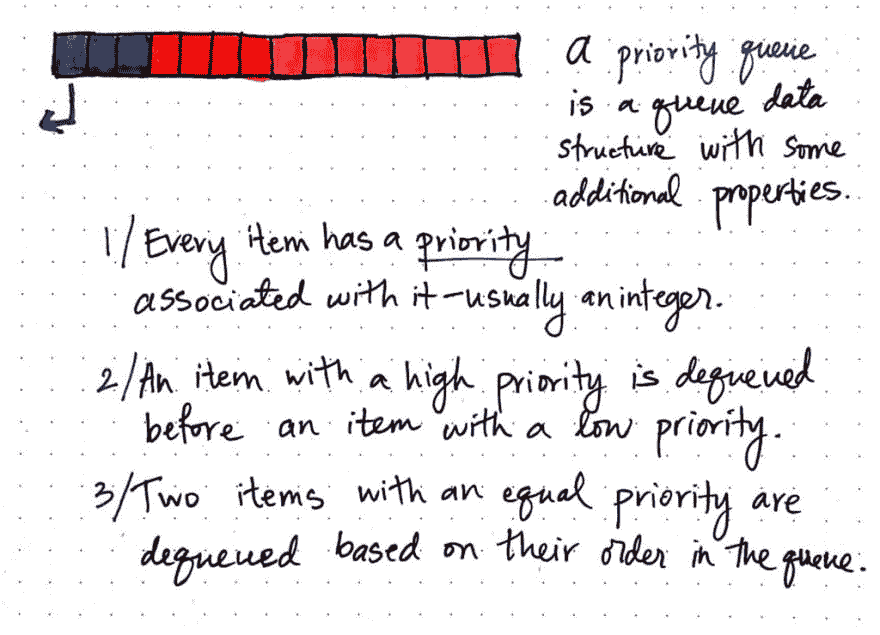 a priority queue
is a queue data
structure with some
additional properties.
1/ Every item has a priority
associated with it - usually an integer.
2/ An item with a high priority is dequeued
before an item with a low priority.
3/ Two items with an equal priority are
dequeued based on their order in the queue.